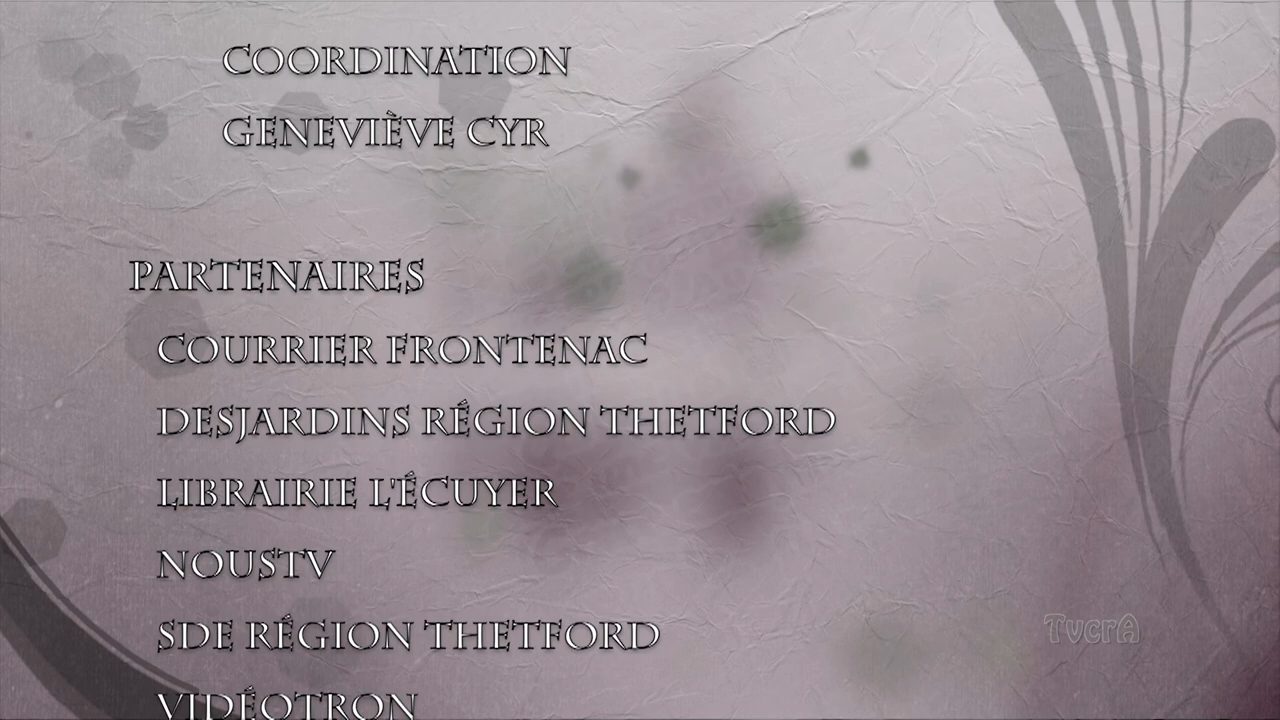 COORDINATION
GENEVIÈVE CYR
PARTENAIRES
COURRIER FRONTENAC
DESJARDINS RÉGION THETFORD
LIBRAIRIE L'ÉCUYER
NOUSTV
SDE RÉGION THETFORD
VIDÉOTRON
TvcrA